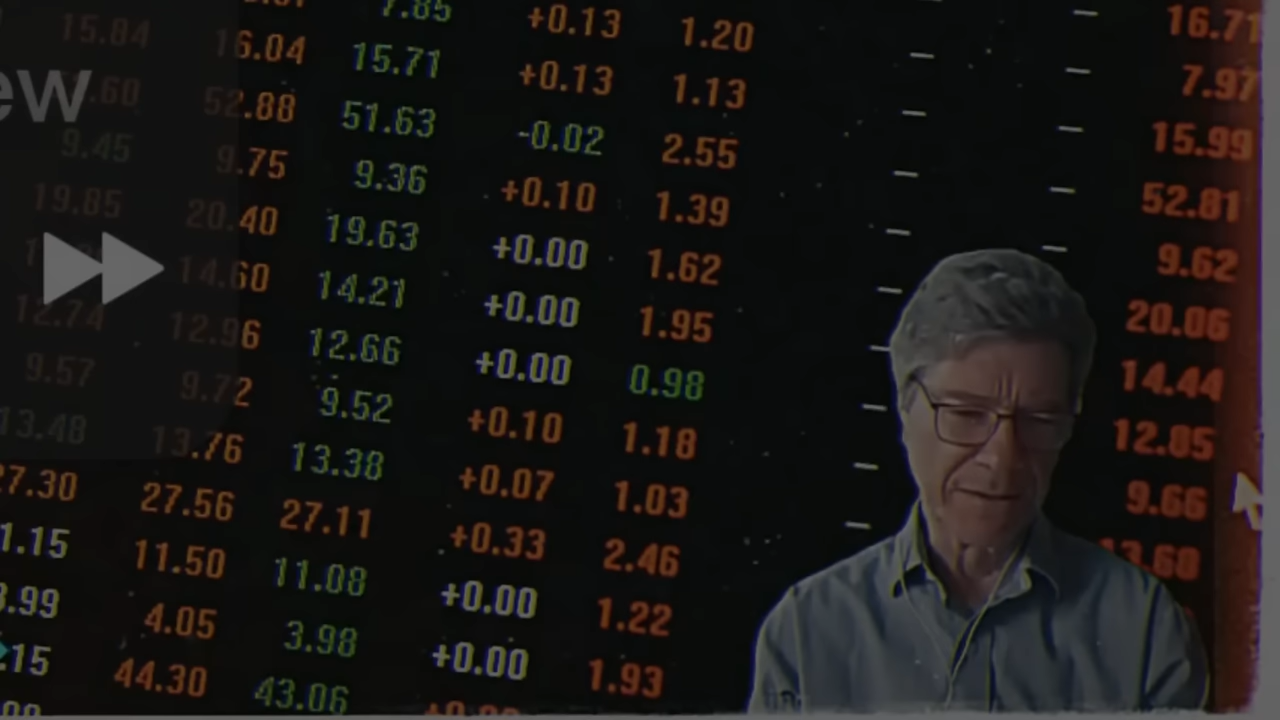 7.85 +0.13 1.20 16.71
15.84 16.04 15.71 +0.13 1.13 7.97
ew
.60 52.88 51.63 -0.02 2.55 15.99
9.45 9.75 9.36 +0.10 1.39 52.81
19.85 20.40 19.63 +0.00 1.62 9.62
14.60 14.21 +0.00 1.95 20.06
12.74 12.96 12.66 +0.00 0.98 14.44
9.57 9.72 9.52 +0.10 1.18 12.85
13.48 13.76 13.38 +0.07 1.03 9.66
27.30 27.56 27.11 +0.33 2.46 13.60
1.15 11.50 11.08 +0.00 1.22
3.99 4.05 3.98 +0.00 1.93
.15 44.30 43.06